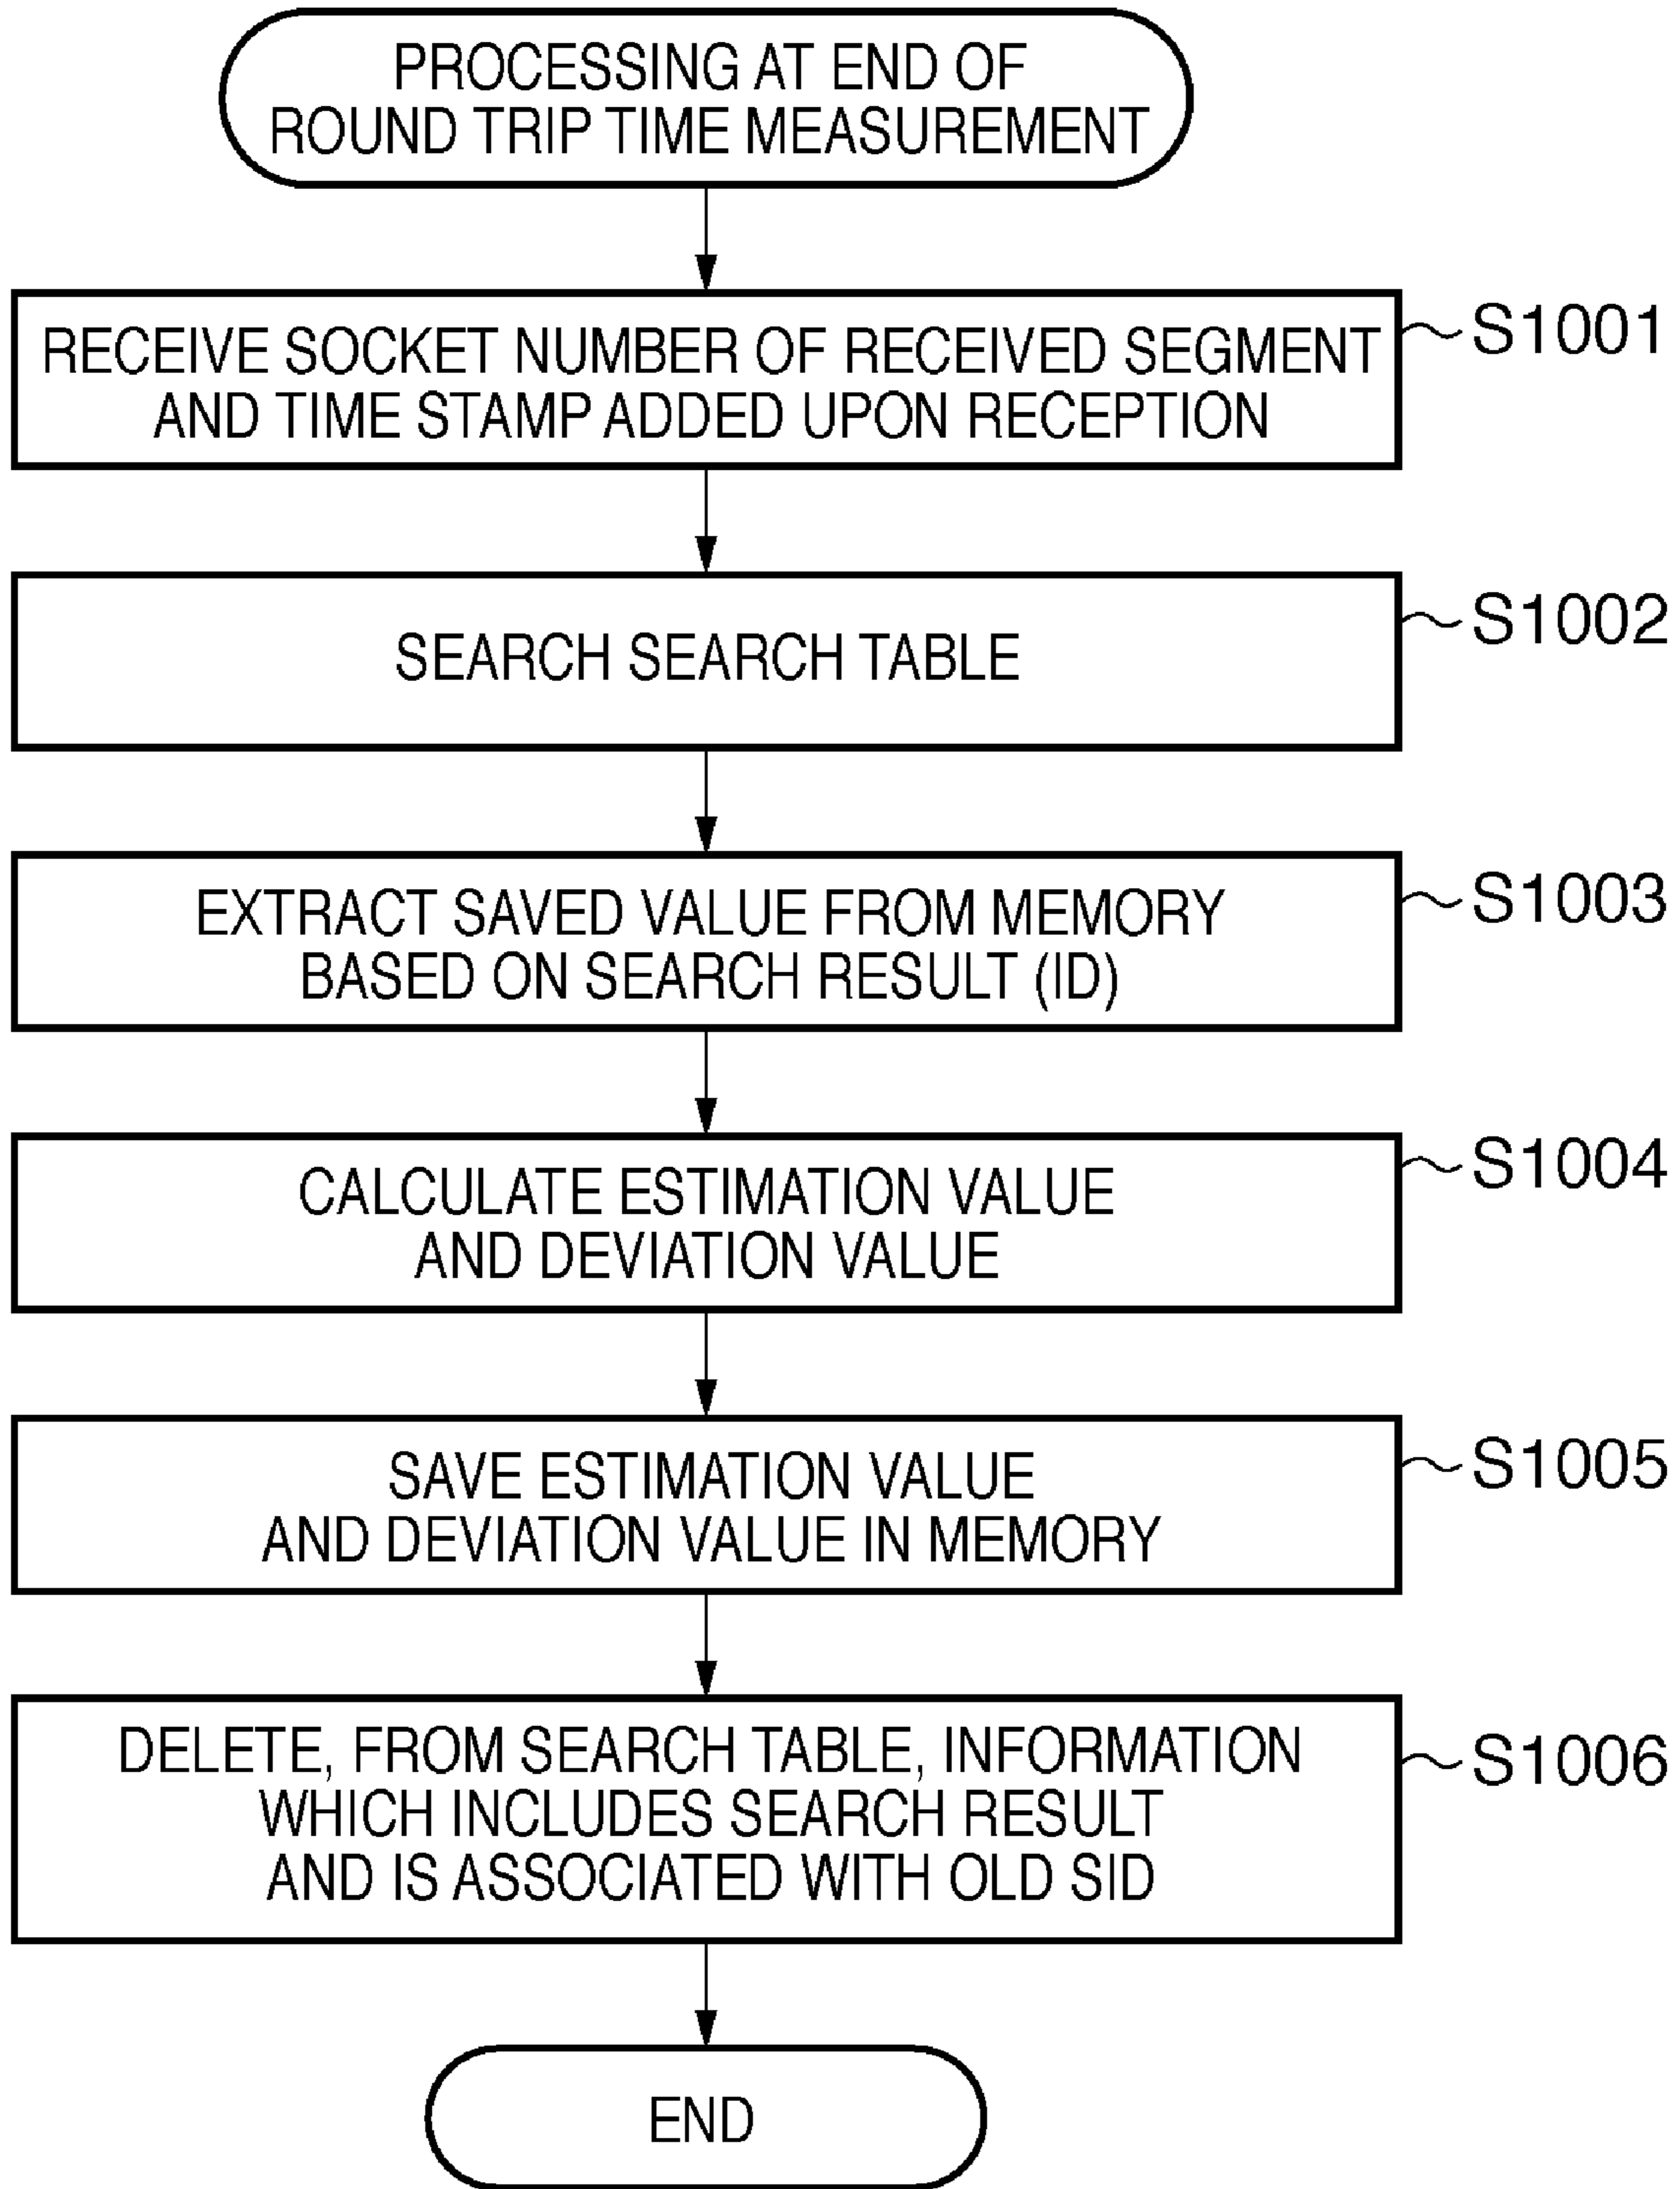 PROCESSING AT END OF
ROUND TRIP TIME MEASUREMENT
RECEIVE SOCKET NUMBER OF RECEIVED SEGMENT
AND TIME STAMP ADDED UPON RECEPTION
S1001
SEARCH SEARCH TABLE
S1002
EXTRACT SAVED VALUE FROM MEMORY
BASED ON SEARCH RESULT (ID)
S1003
CALCULATE ESTIMATION VALUE
AND DEVIATION VALUE
S1004
SAVE ESTIMATION VALUE
AND DEVIATION VALUE IN MEMORY
S1005
DELETE, FROM SEARCH TABLE, INFORMATION
WHICH INCLUDES SEARCH RESULT
AND IS ASSOCIATED WITH OLD SID
S1006
END